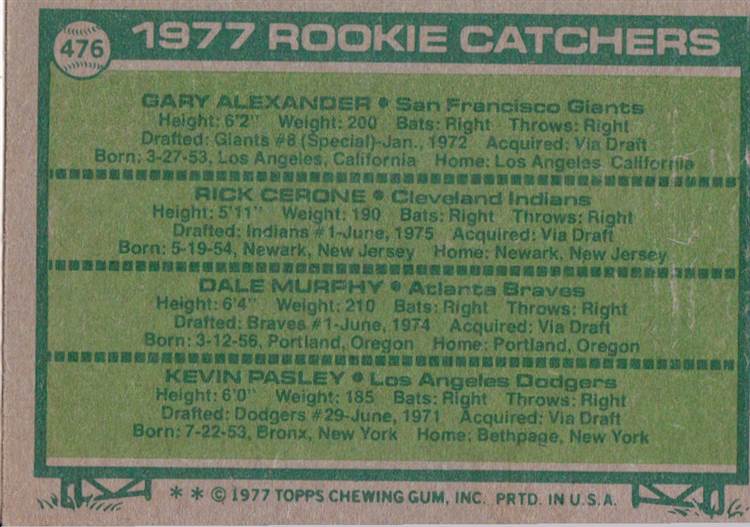 476 1977 ROOKIE CATCHERS
GARY ALEXANDER • San Francisco Giants
Height: 6'2" Weight: 200 Bats: Right Throws: Right
Drafted: Giants #8 (Special)-Jan., 1972 Acquired: Via Draft
Born: 3-27-53, Los Angeles, California Home: Los Angeles California
RICK CERONE • Cleveland Indians
Height: 5'11" Weight: 190 Bats: Right Throws: Right
Drafted: Indians #1-June, 1975 Acquired: Via Draft
Born: 5-19-54, Newark, New Jersey Home: Newark, New Jersey
DALE MURPHY • Atlanta Braves
Height: 6'4" Weight: 210 Bats: Right Throws: Right
Drafted: Braves #1-June, 1974 Acquired: Via Draft
Born: 3-12-56, Portland, Oregon Home: Portland, Oregon
KEVIN PASLEY • Los Angeles Dodgers
Height: 6'0" Weight: 185 Bats: Right Throws: Right
Drafted: Dodgers #29-June, 1971 Acquired: Via Draft
Born: 7-22-53, Bronx, New York Home: Bethpage, New York
* * © 1977 TOPPS CHEWING GUM, INC. PRTD. IN U.S.A.